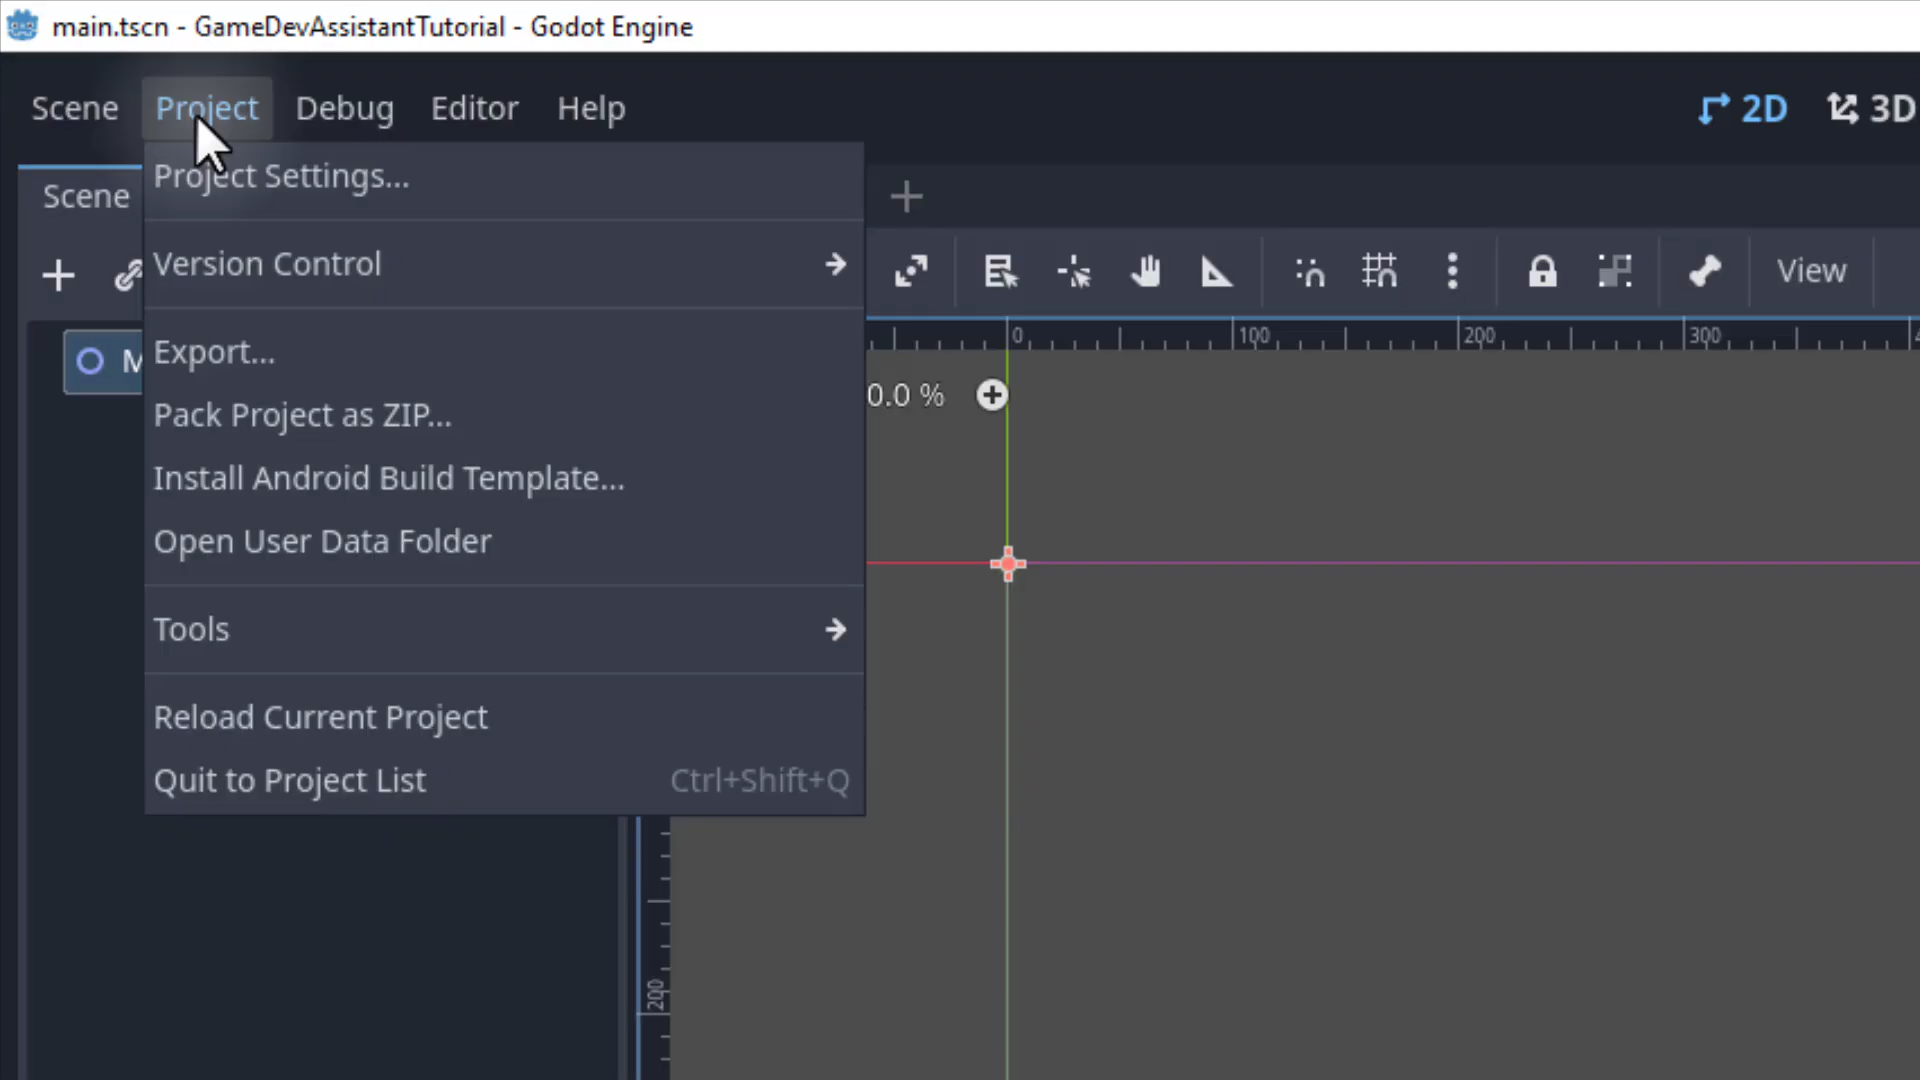 main.tscn - GameDevAssistantTutorial - Godot Engine
Scene Project Debug Editor Help
2D 3D
Project Settings...
Scene
Version Control
View
0 100 200 300
Export...
M
0.0 %
Pack Project as ZIP...
Install Android Build Template...
Open User Data Folder
Tools
Reload Current Project
Quit to Project List Ctrl+Shift+Q
200